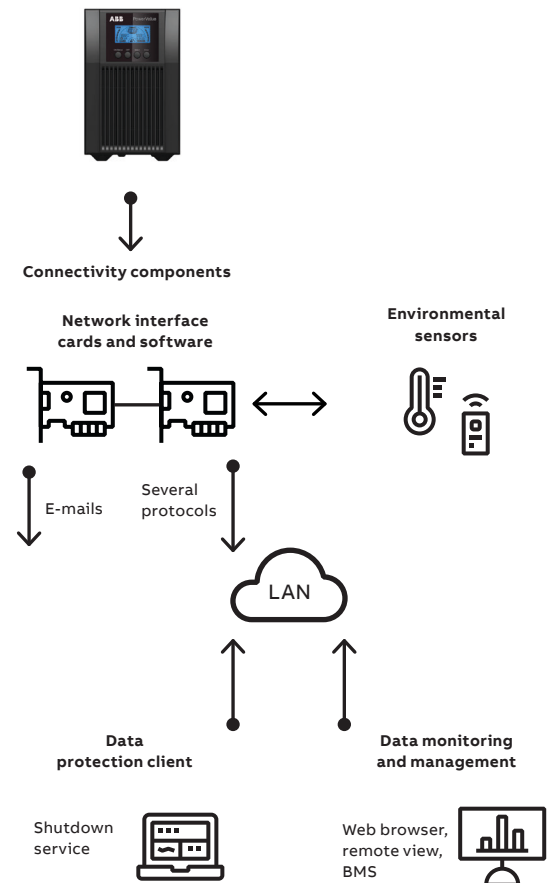 ABB PowerValue
Connectivity components
Network interface
cards and software
Environmental
sensors
E-mails
Several
protocols
LAN
Data
protection client
Data monitoring
and management
Shutdown
service
Web browser,
remote view,
BMS